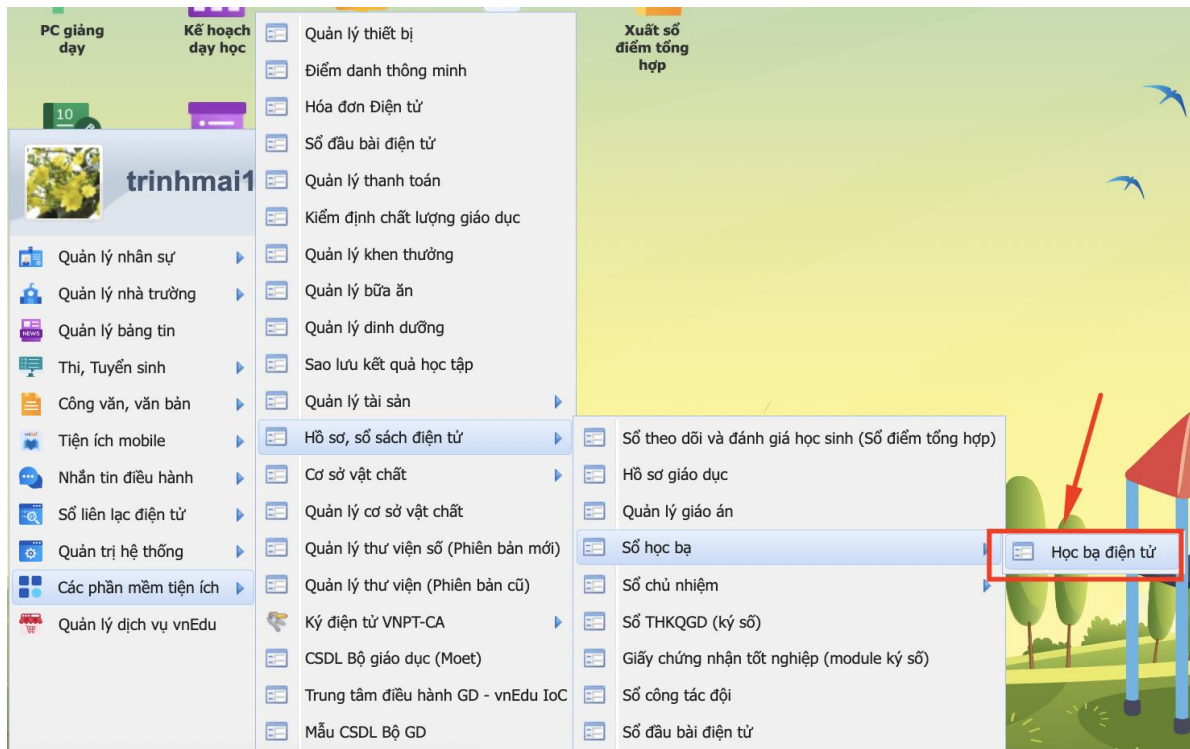 PC giảng
dạy
Kế hoạch
dạy học
Xuất sổ
điểm tổng
hợp
10
trinhmai1
Quản lý nhân sự
Quản lý nhà trường
NEWS
Quản lý bảng tin
Thi, Tuyển sinh
Công văn, văn bản
Tiện ích mobile
Nhắn tin điều hành
Sổ liên lạc điện tử
Quản trị hệ thống
Các phần mềm tiện ích
Quản lý dịch vụ vnEdu
Quản lý thiết bị
Điểm danh thông minh
Hóa đơn Điện tử
Sổ đầu bài điện tử
Quản lý thanh toán
Kiểm định chất lượng giáo dục
Quản lý khen thưởng
Quản lý bữa ăn
Quản lý dinh dưỡng
Sao lưu kết quả học tập
Quản lý tài sản
Hồ sơ, sổ sách điện tử
Cơ sở vật chất
Quản lý cơ sở vật chất
Quản lý thư viện số (Phiên bản mới)
Quản lý thư viện (Phiên bản cũ)
Ký điện tử VNPT-CA
CSDL Bộ giáo dục (Moet)
Trung tâm điều hành GD - vnEdu IoC
Mẫu CSDL Bộ GD
Sổ theo dõi và đánh giá học sinh (Sổ điểm tổng hợp)
Hồ sơ giáo dục
Quản lý giáo án
Sổ học bạ
Sổ chủ nhiệm
Sổ THKQGD (ký số)
Giấy chứng nhận tốt nghiệp (module ký số)
Sổ công tác đội
Sổ đầu bài điện tử
Học bạ điện tử